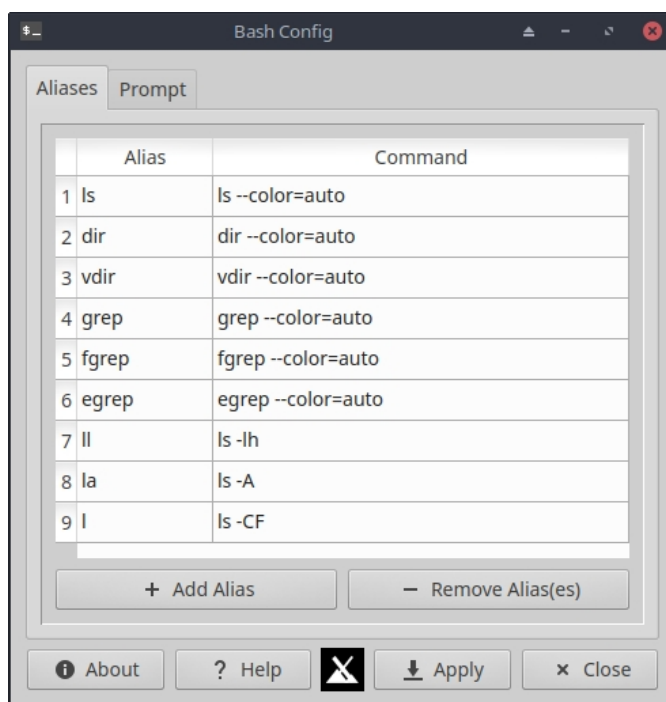 $_ Bash Config
Aliases Prompt
Alias Command
1 ls ls --color=auto
2 dir dir --color=auto
3 vdir vdir --color=auto
4 grep grep --color=auto
5 fgrep fgrep --color=auto
6 egrep egrep --color=auto
7 ll ls -lh
8 la ls -A
9 l ls -CF
+ Add Alias − Remove Alias(es)
About ? Help Apply × Close